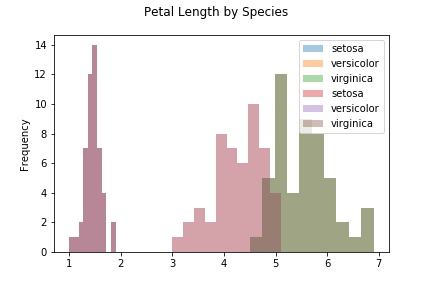 Petal Length by Species
setosa
versicolor
virginica
setosa
versicolor
virginica
Frequency
14
12
10
8
6
4
2
0
1 2 3 4 5 6 7